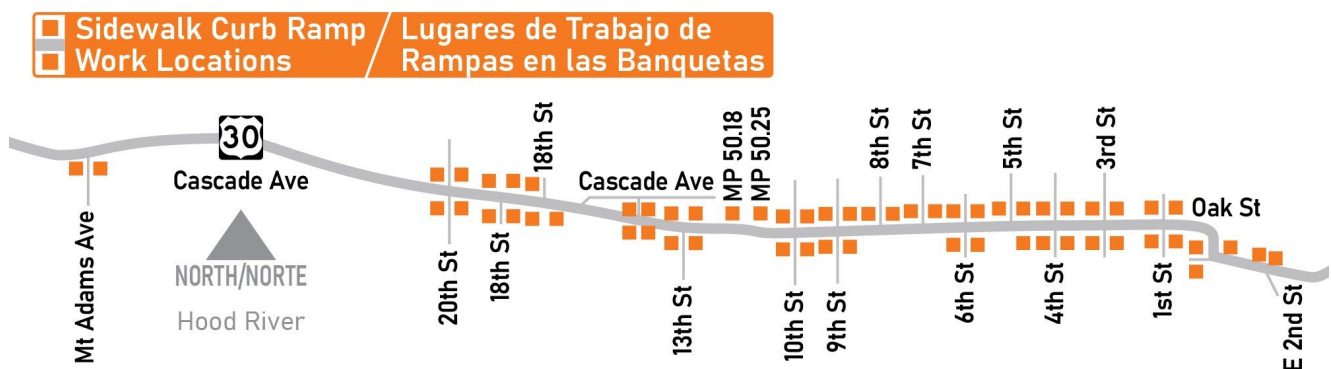 Sidewalk Curb Ramp / Lugares de Trabajo de
Work Locations / Rampas en las Banquetas
30
Cascade Ave
NORTH/NORTE
Hood River
Mt Adams Ave
20th St
18th St
18th St
Cascade Ave
13th St
MP 50.18
MP 50.25
10th St
9th St
8th St
7th St
6th St
5th St
4th St
3rd St
1st St
Oak St
E 2nd St